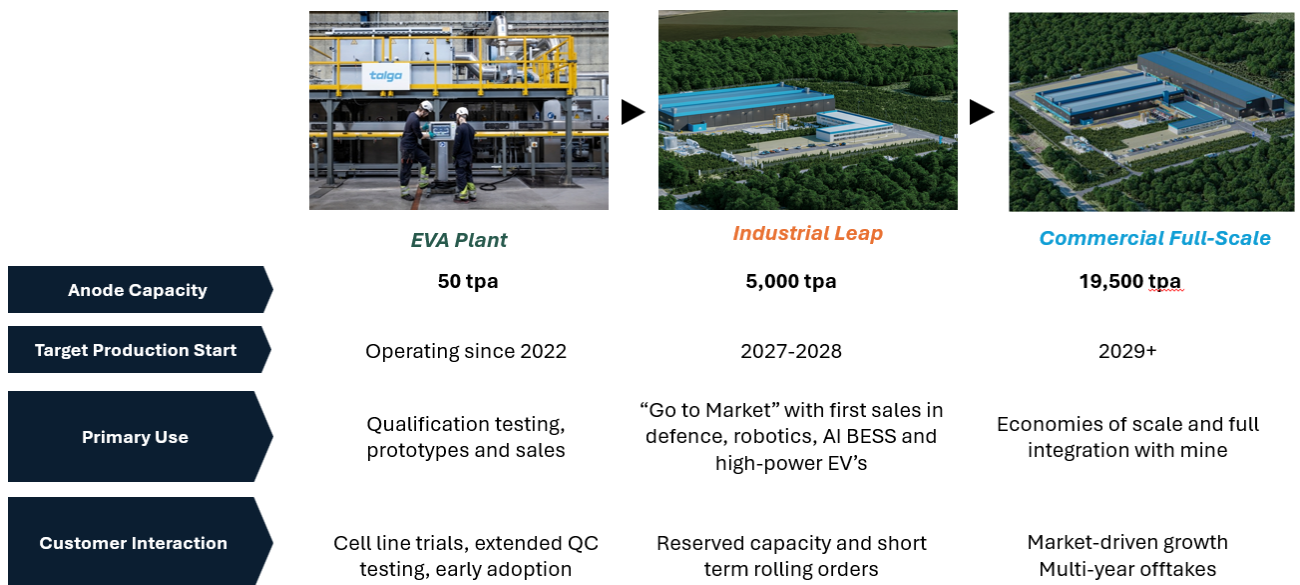 talga
EVA Plant
Industrial Leap
Commercial Full-Scale
Anode Capacity
50 tpa
5,000 tpa
19,500 tpa
Target Production Start
Operating since 2022
2027-2028
2029+
Primary Use
Qualification testing,
prototypes and sales
“Go to Market” with first sales in
defence, robotics, AI BESS and
high-power EV’s
Economies of scale and full
integration with mine
Customer Interaction
Cell line trials, extended QC
testing, early adoption
Reserved capacity and short
term rolling orders
Market-driven growth
Multi-year offtakes